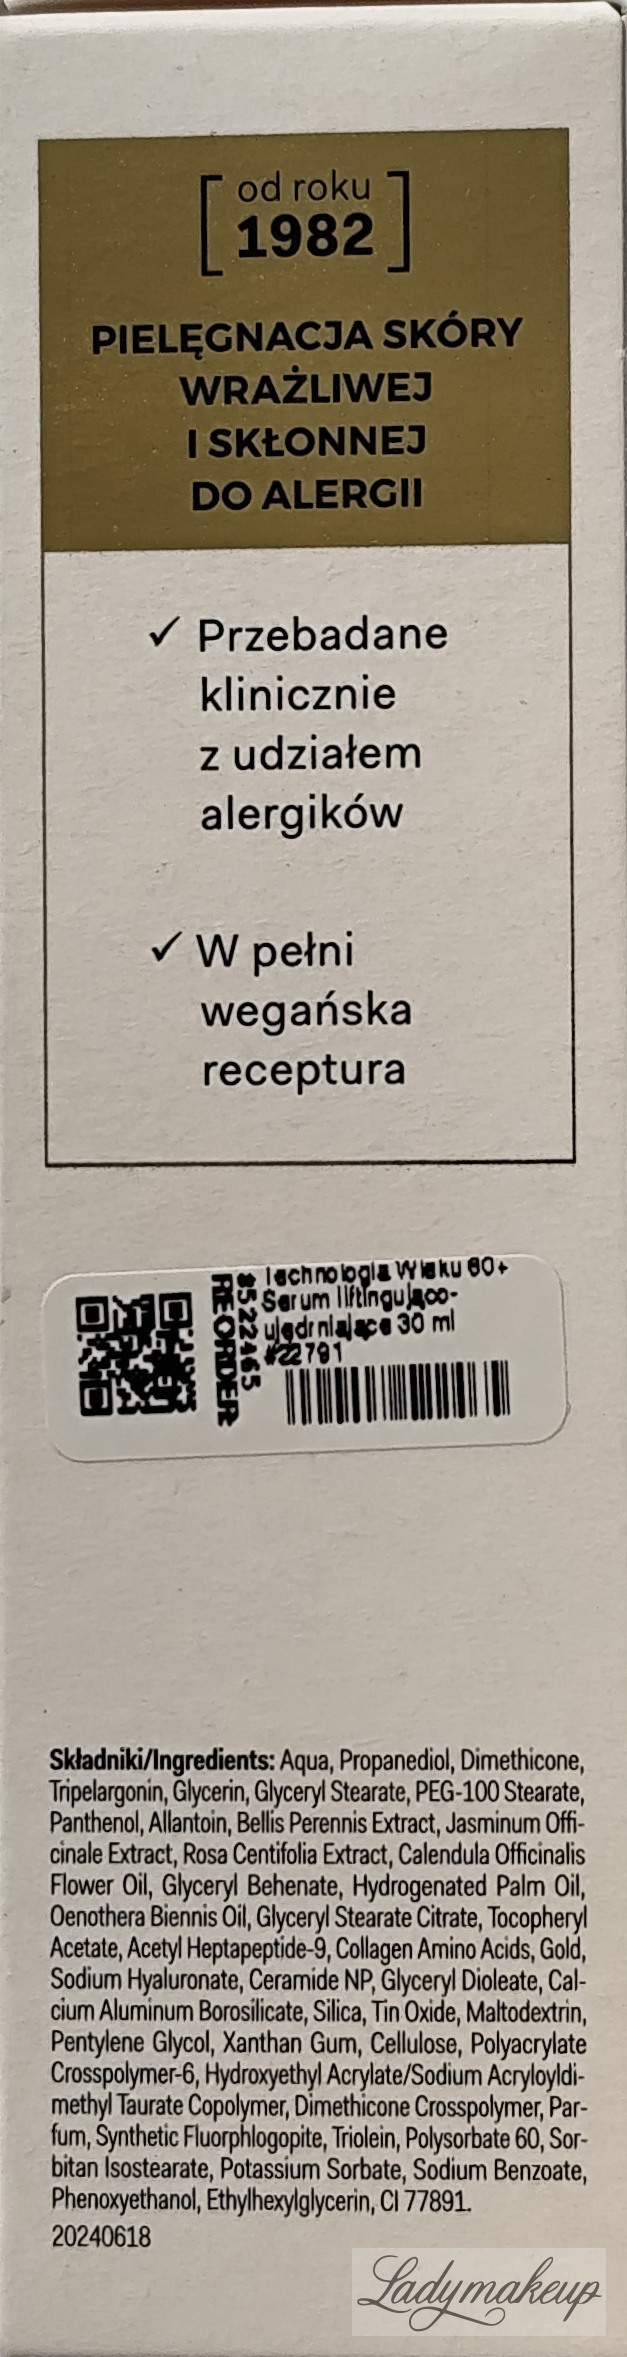 od roku
1982
PIELĘGNACJA SKÓRY
WRAŻLIWEJ
I SKŁONNEJ
DO ALERGII
✓ Przebadane
klinicznie
z udziałem
alergików
✓ W pełni
wegańska
receptura
Technologia Wieku 60+
Serum liftingująco-
ujędrniające 30 ml
#22791
#5522465
REORDER
Składniki/Ingredients: Aqua, Propanediol, Dimethicone,
Tripelargonin, Glycerin, Glyceryl Stearate, PEG-100 Stearate,
Panthenol, Allantoin, Bellis Perennis Extract, Jasminum Offi-
cinale Extract, Rosa Centifolia Extract, Calendula Officinalis
Flower Oil, Glyceryl Behenate, Hydrogenated Palm Oil,
Oenothera Biennis Oil, Glyceryl Stearate Citrate, Tocopheryl
Acetate, Acetyl Heptapeptide-9, Collagen Amino Acids, Gold,
Sodium Hyaluronate, Ceramide NP, Glyceryl Dioleate, Cal-
cium Aluminum Borosilicate, Silica, Tin Oxide, Maltodextrin,
Pentylene Glycol, Xanthan Gum, Cellulose, Polyacrylate
Crosspolymer-6, Hydroxyethyl Acrylate/Sodium Acryloyldi-
methyl Taurate Copolymer, Dimethicone Crosspolymer, Par-
fum, Synthetic Fluorphlogopite, Triolein, Polysorbate 60, Sor-
bitan Isostearate, Potassium Sorbate, Sodium Benzoate,
Phenoxyethanol, Ethylhexylglycerin, CI 77891.
20240618
Ladymakeup